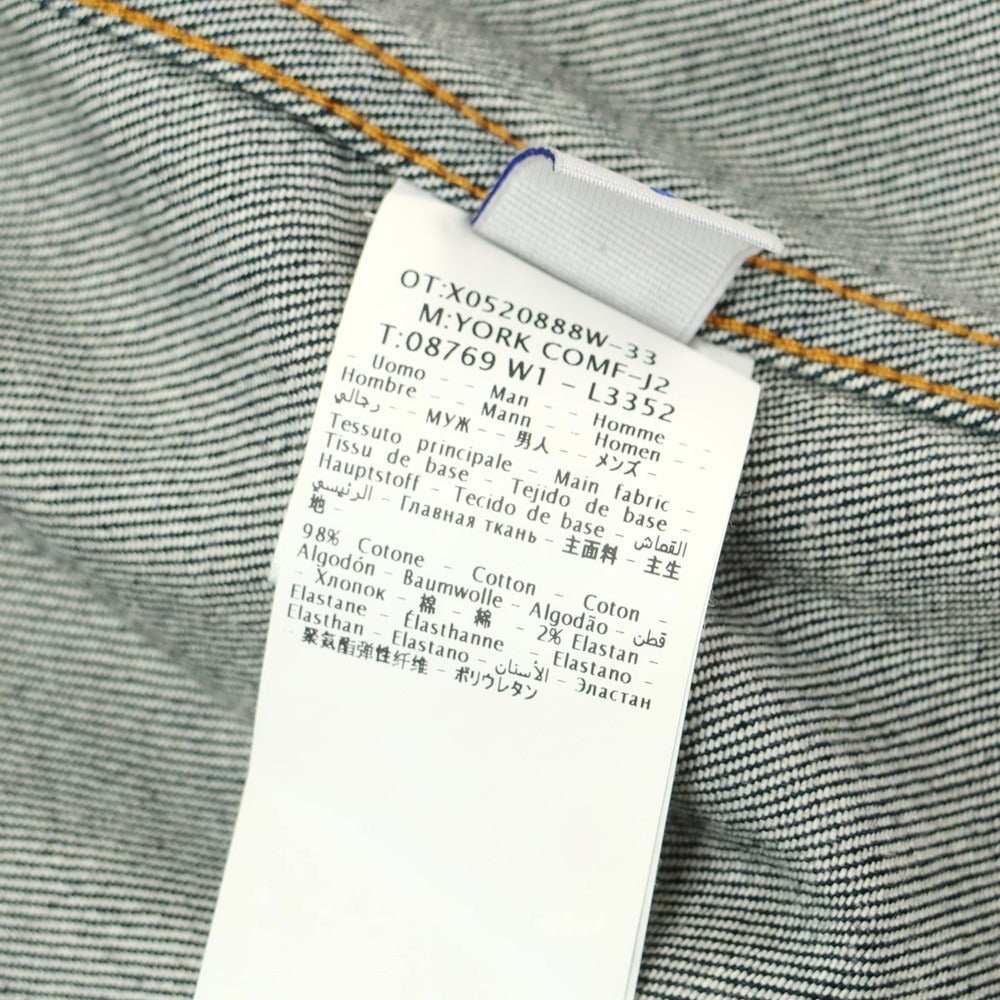 OT:X0520888W-33
M:YORK COMF-J2
T:08769 W1 - L3352
- Uomo - - Man - - Homme -
Hombre - - Mann - - Homen -
رجالي - - МУЖ - - 男人 - - メンズ -
Tessuto principale - Main fabric -
Tissu de base - Tejido de base -
Hauptstoff - Tecido de base - القماش
الرئيسي - Главная ткань - 主面料 - 主生
地 -
98% Cotone - Cotton - Coton -
Algodón - Baumwolle - Algodão - قطن
- Хлопок - 棉 - 綿 - 2% Elastan -
Elastane - Élasthanne - Elastano -
Elasthan - Elastano - الأستان - Эластан
- 聚氨酯弹性纤维 - ポリウレタン